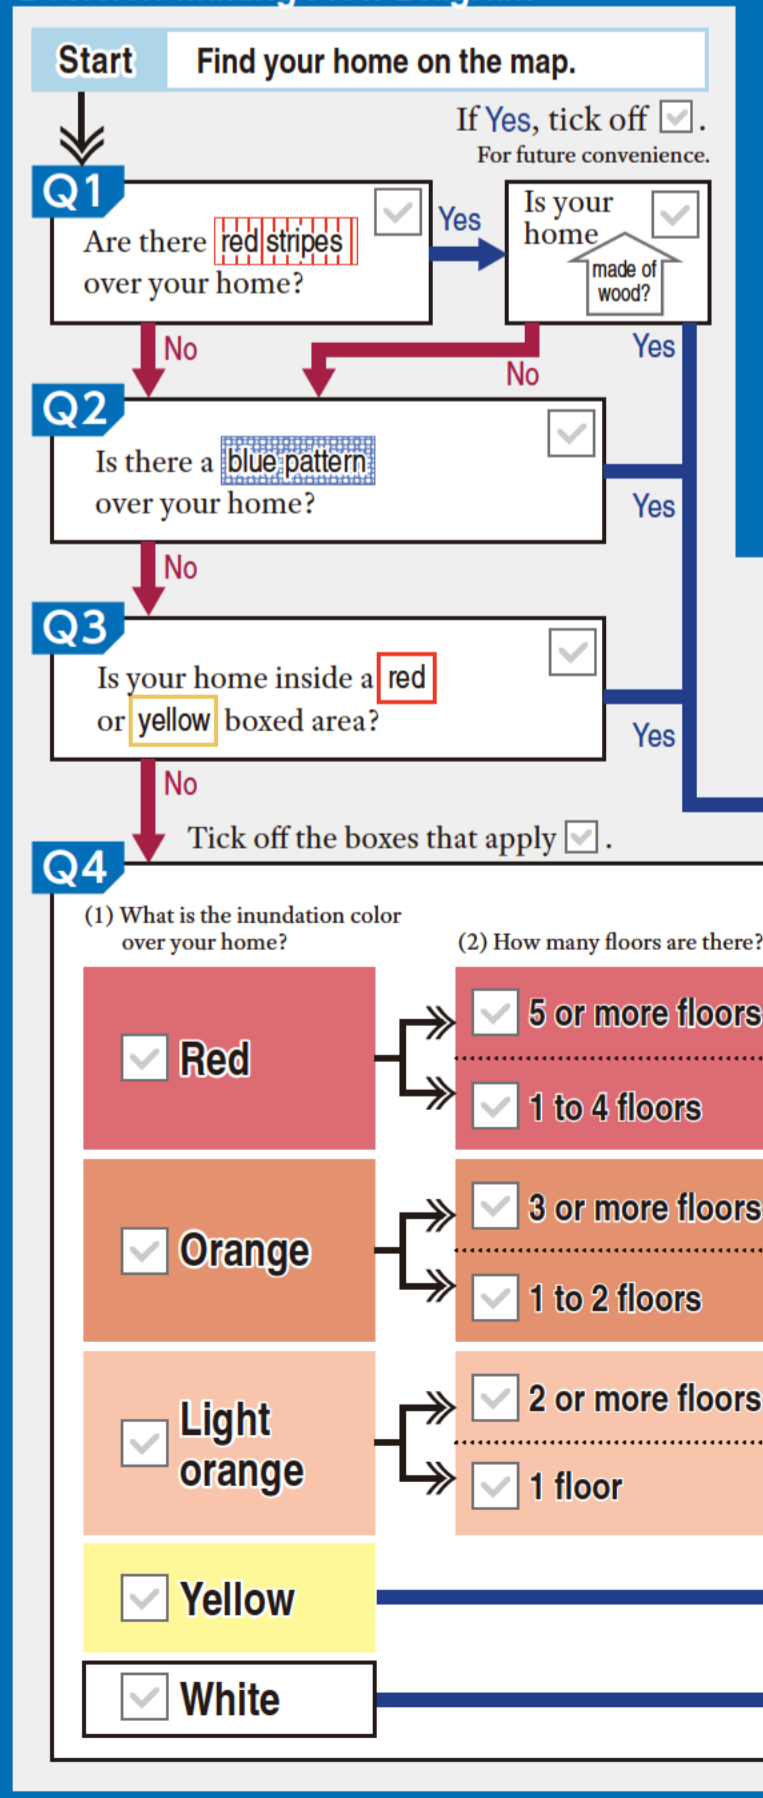 Start
Find your home on the map.
If Yes, tick off
.
For future convenience.
Q1
Are there red stripes
over your home?
Yes
Is your
home
made of
wood?
No
No
Yes
Q2
Is there a blue pattern
over your home?
Yes
No
Q3
Is your home inside a red
or yellow boxed area?
Yes
No
Tick off the boxes that apply
.
Q4
(1) What is the inundation color
over your home?
(2) How many floors are there?
Red
5 or more floors
1 to 4 floors
Orange
3 or more floors
1 to 2 floors
Light
orange
2 or more floors
1 floor
Yellow
White